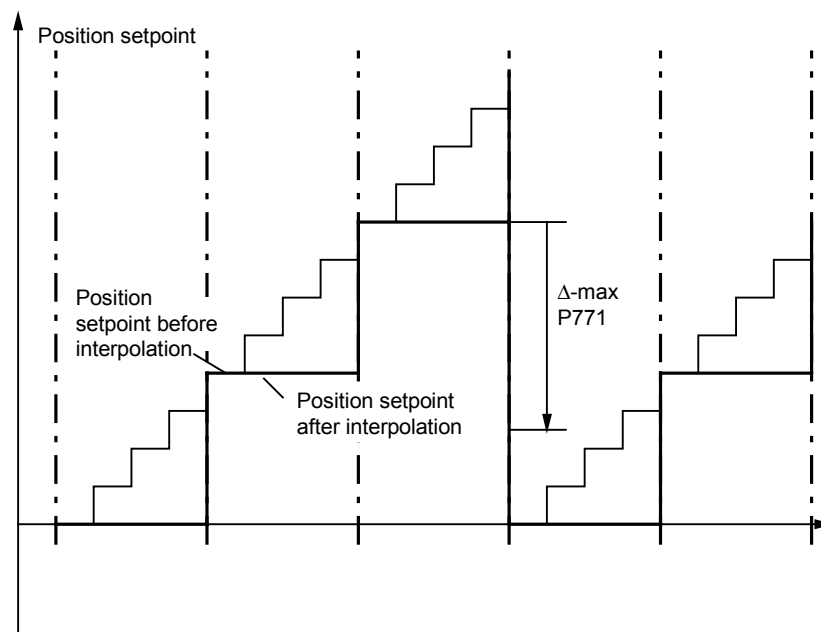 Position setpoint
Position
setpoint before
interpolation
Position setpoint
after interpolation
Δ-max
P771